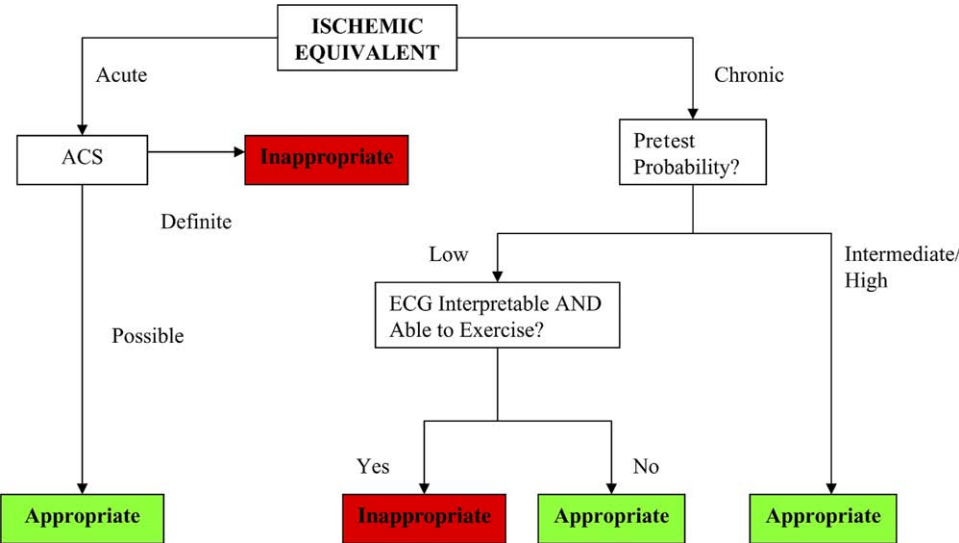 ISCHEMIC
EQUIVALENT
Acute
Chronic
ACS
Inappropriate
Pretest
Probability?
Definite
Low
Intermediate/
High
ECG Interpretable AND
Able to Exercise?
Possible
Yes
No
Appropriate
Inappropriate
Appropriate
Appropriate